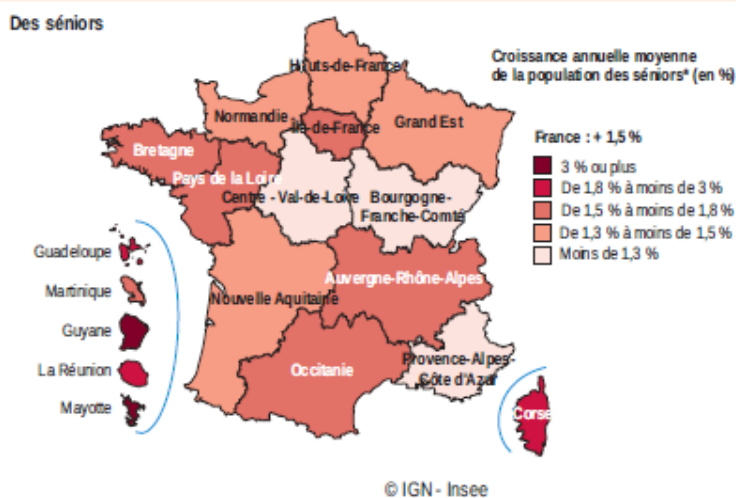 Des séniors
Croissance annuelle moyenne
de la population des séniors* (en %)
France : + 1,5 %
3 % ou plus
De 1,8 % à moins de 3 %
De 1,5 % à moins de 1,8 %
De 1,3 % à moins de 1,5 %
Moins de 1,3 %
Hauts-de-France
Normandie
Île-de-France
Grand Est
Bretagne
Pays de la Loire
Centre - Val-de-Loire
Bourgogne-
Franche-Comté
Auvergne-Rhône-Alpes
Nouvelle Aquitaine
Occitanie
Provence-Alpes-
Côte d'Azur
Corse
Guadeloupe
Martinique
Guyane
La Réunion
Mayotte
© IGN - Insee